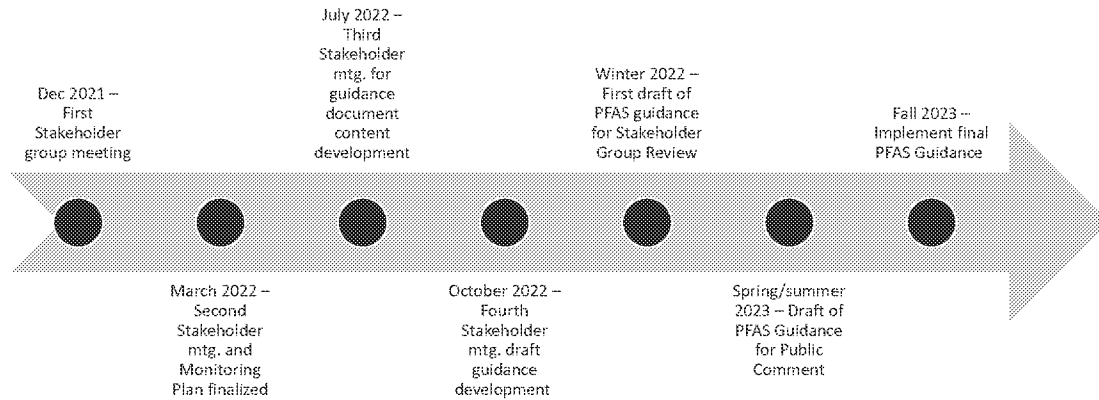 Dec 2021 –
First
Stakeholder
group meeting
March 2022 –
Second
Stakeholder
mtg. and
Monitoring
Plan finalized
July 2022 –
Third
Stakeholder
mtg. for
guidance
document
content
development
October 2022 –
Fourth
Stakeholder
mtg. draft
guidance
development
Winter 2022 –
First draft of
PFAS guidance
for Stakeholder
Group Review
Spring/summer
2023 – Draft of
PFAS Guidance
for Public
Comment
Fall 2023 –
Implement final
PFAS Guidance